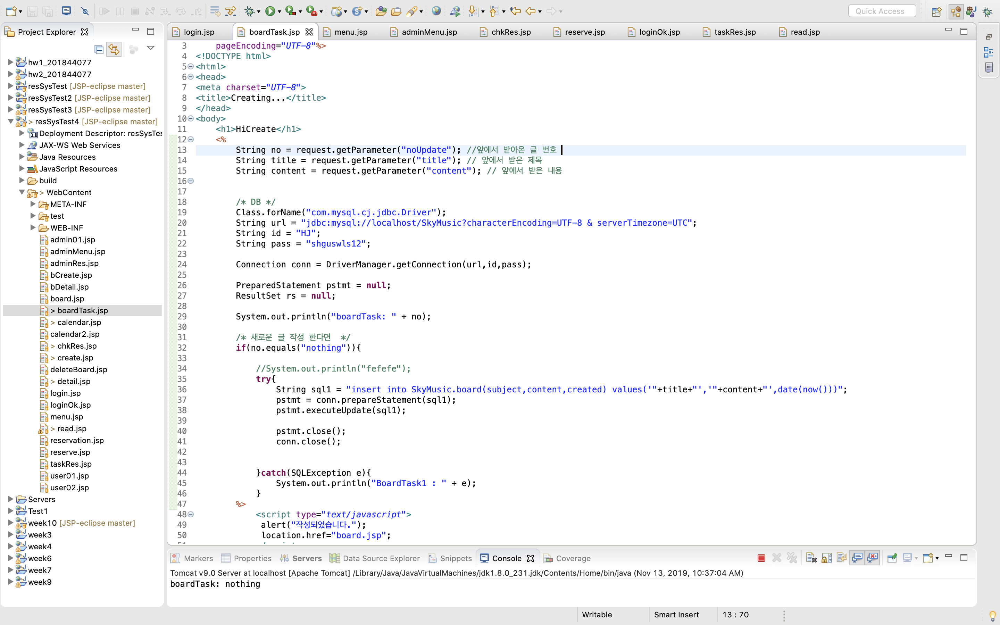 Quick Access
Project Explorer
hw1_201844077
hw2_201844077
resSysTest [JSP-eclipse master]
resSysTest2 [JSP-eclipse master]
resSysTest3 [JSP-eclipse master]
> resSysTest4 [JSP-eclipse master]
3.0 Deployment Descriptor: resSysTes
JAX-WS Web Services
Java Resources
JavaScript Resources
build
> WebContent
META-INF
test
WEB-INF
admin01.jsp
adminMenu.jsp
adminRes.jsp
bCreate.jsp
bDetail.jsp
board.jsp
> boardTask.jsp
> calendar.jsp
calendar2.jsp
> chkRes.jsp
> create.jsp
deleteBoard.jsp
> detail.jsp
login.jsp
loginOk.jsp
menu.jsp
> read.jsp
reservation.jsp
reserve.jsp
taskRes.jsp
user01.jsp
user02.jsp
Servers
Test1
week10 [JSP-eclipse master]
week3
week4
week6
week7
week9
login.jsp boardTask.jsp menu.jsp adminMenu.jsp chkRes.jsp reserve.jsp loginOk.jsp taskRes.jsp read.jsp
3 pageEncoding="UTF-8"%>
4 <!DOCTYPE html>
5 <html>
6 <head>
7 <meta charset="UTF-8">
8 <title>Creating...</title>
9 </head>
10 <body>
11 <h1>HiCreate</h1>
12 <%
13 String no = request.getParameter("noUpdate"); //앞에서 받아온 글 번호
14 String title = request.getParameter("title"); // 앞에서 받은 제목
15 String content = request.getParameter("content"); // 앞에서 받은 내용
16
17
18 /* DB */
19 Class.forName("com.mysql.cj.jdbc.Driver");
20 String url = "jdbc:mysql://localhost/SkyMusic?characterEncoding=UTF-8 & serverTimezone=UTC";
21 String id = "HJ";
22 String pass = "shguswls12";
23
24 Connection conn = DriverManager.getConnection(url,id,pass);
25
26 PreparedStatement pstmt = null;
27 ResultSet rs = null;
28
29 System.out.println("boardTask: " + no);
30
31 /* 새로운 글 작성 한다면 */
32 if(no.equals("nothing")){
33
34 //System.out.println("fefefe");
35 try{
36 String sql1 = "insert into SkyMusic.board(subject,content,created) values('"+title+"','"+content+"',date(now()))";
37 pstmt = conn.prepareStatement(sql1);
38 pstmt.executeUpdate(sql1);
39
40 pstmt.close();
41 conn.close();
42
43
44 }catch(SQLException e){
45 System.out.println("BoardTask1 : " + e);
46 }
47 %>
48 <script type="text/javascript">
49 alert("작성되었습니다.");
50 location.href="board.jsp";
Markers Properties Servers Data Source Explorer Snippets Console Coverage
Tomcat v9.0 Server at localhost [Apache Tomcat] /Library/Java/JavaVirtualMachines/jdk1.8.0_231.jdk/Contents/Home/bin/java (Nov 13, 2019, 10:37:04 AM)
boardTask: nothing
Writable Smart Insert 13 : 70